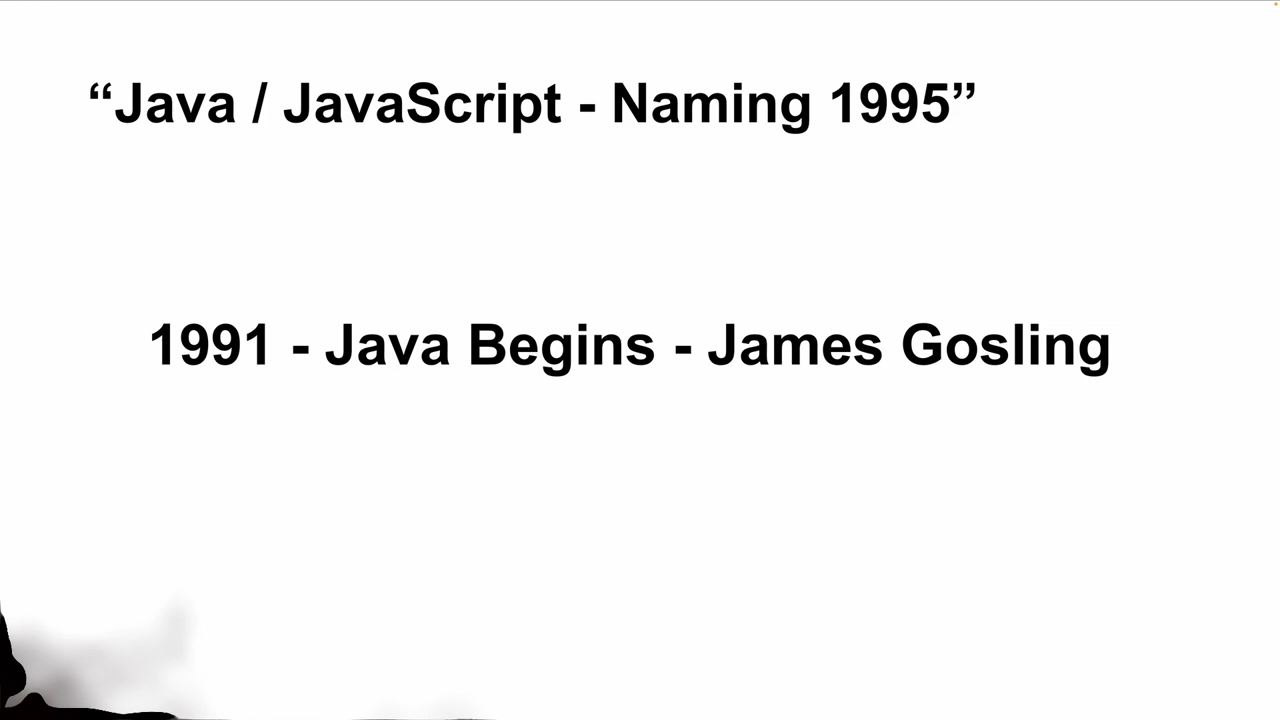 “Java / JavaScript - Naming 1995”
1991 - Java Begins - James Gosling